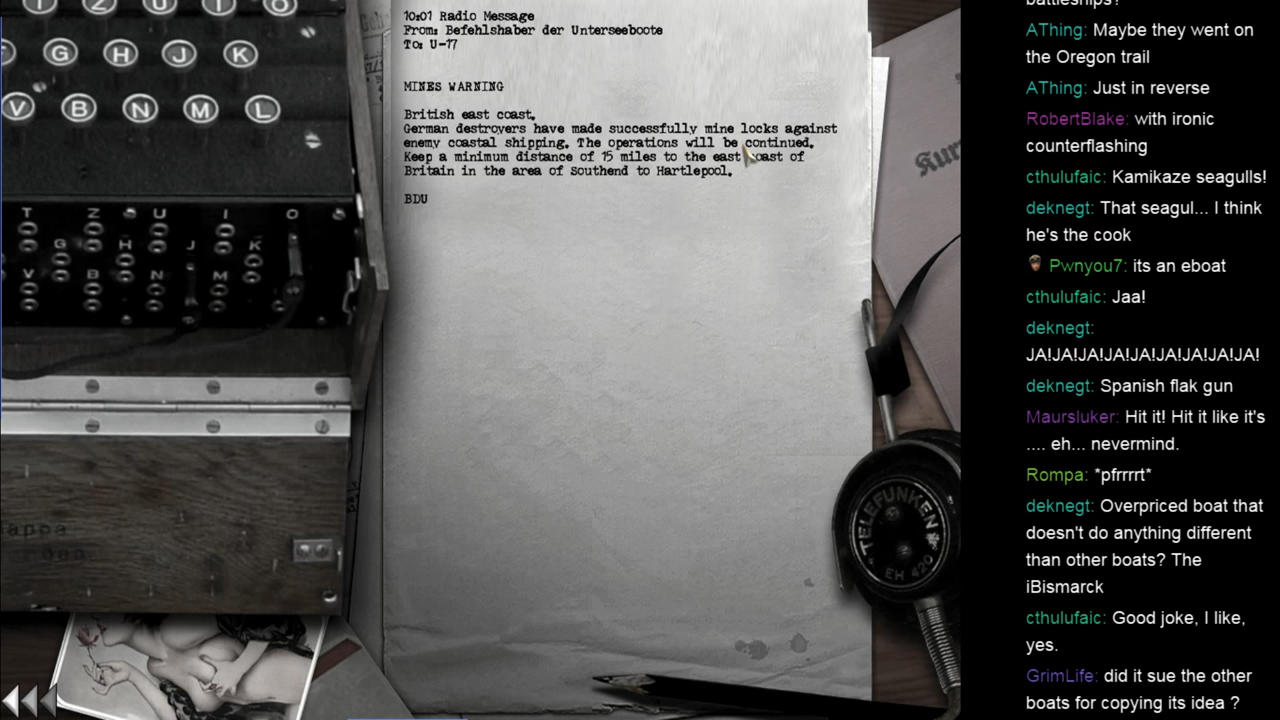 T Z U I O
G H J K
V B N M L
T Z U I O
G H J K
V B N M
10:01 Radio Message
From: Befehlshaber der Unterseeboote
To: U-17
MINES WARNING
British east coast.
German destroyers have made successfully mine locks against
enemy coastal shipping. The operations will be continued.
Keep a minimum distance of 15 miles to the east coast of
Britain in the area of Southend to Hartlepool.
BDU
TELEFUNKEN
EH 420
battleships?
AThing: Maybe they went on
the Oregon trail
AThing: Just in reverse
RobertBlake: with ironic
counterflashing
cthulufaic: Kamikaze seagulls!
deknegt: That seagul... I think
he's the cook
Pwnyou7: its an eboat
cthulufaic: Jaa!
deknegt:
JA!JA!JA!JA!JA!JA!JA!JA!JA!
deknegt: Spanish flak gun
Maursluker: Hit it! Hit it like it's
.... eh... nevermind.
Rompa: *pfrrrrt*
deknegt: Overpriced boat that
doesn't do anything different
than other boats? The
iBismarck
cthulufaic: Good joke, I like,
yes.
GrimLife: did it sue the other
boats for copying its idea ?